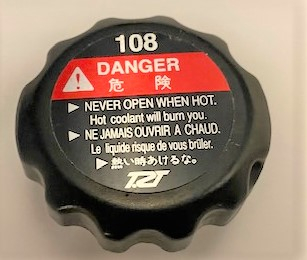 108
DANGER
危 険
▶ NEVER OPEN WHEN HOT.
Hot coolant will burn you.
▶ NE JAMAIS OUVRIR A CHAUD.
Le liquide risque de vous brûler.
▶ 熱い時あけるな。